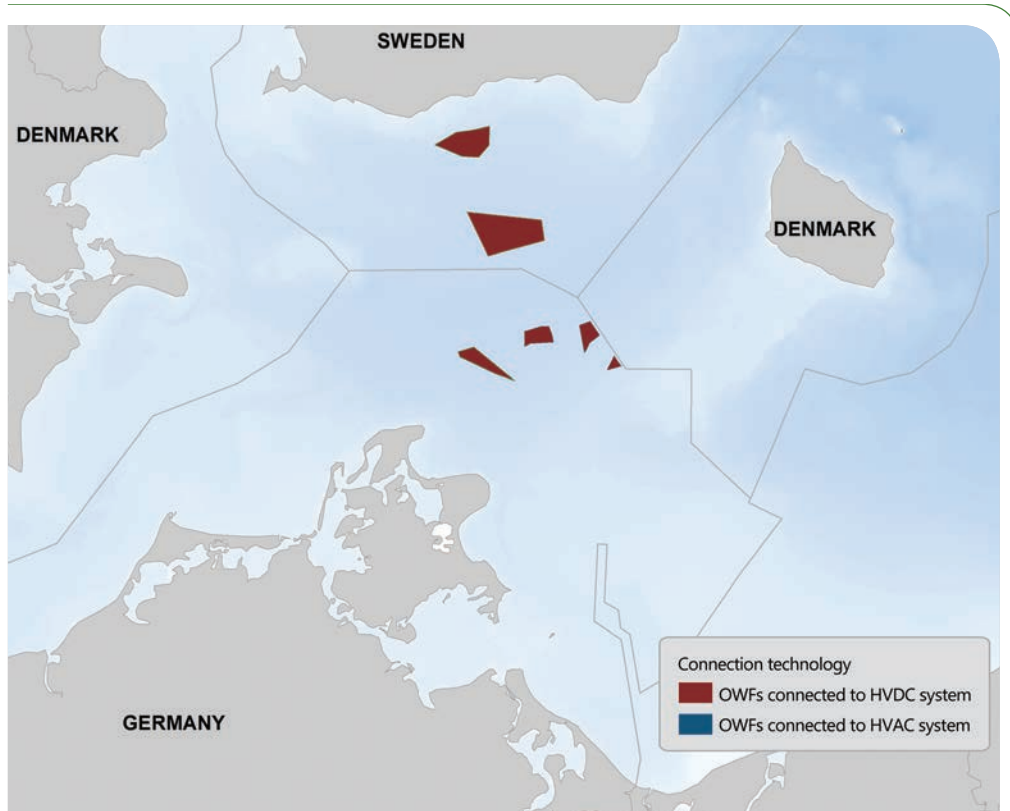 SWEDEN
DENMARK
DENMARK
GERMANY
Connection technology
OWFs connected to HVDC system
OWFs connected to HVAC system